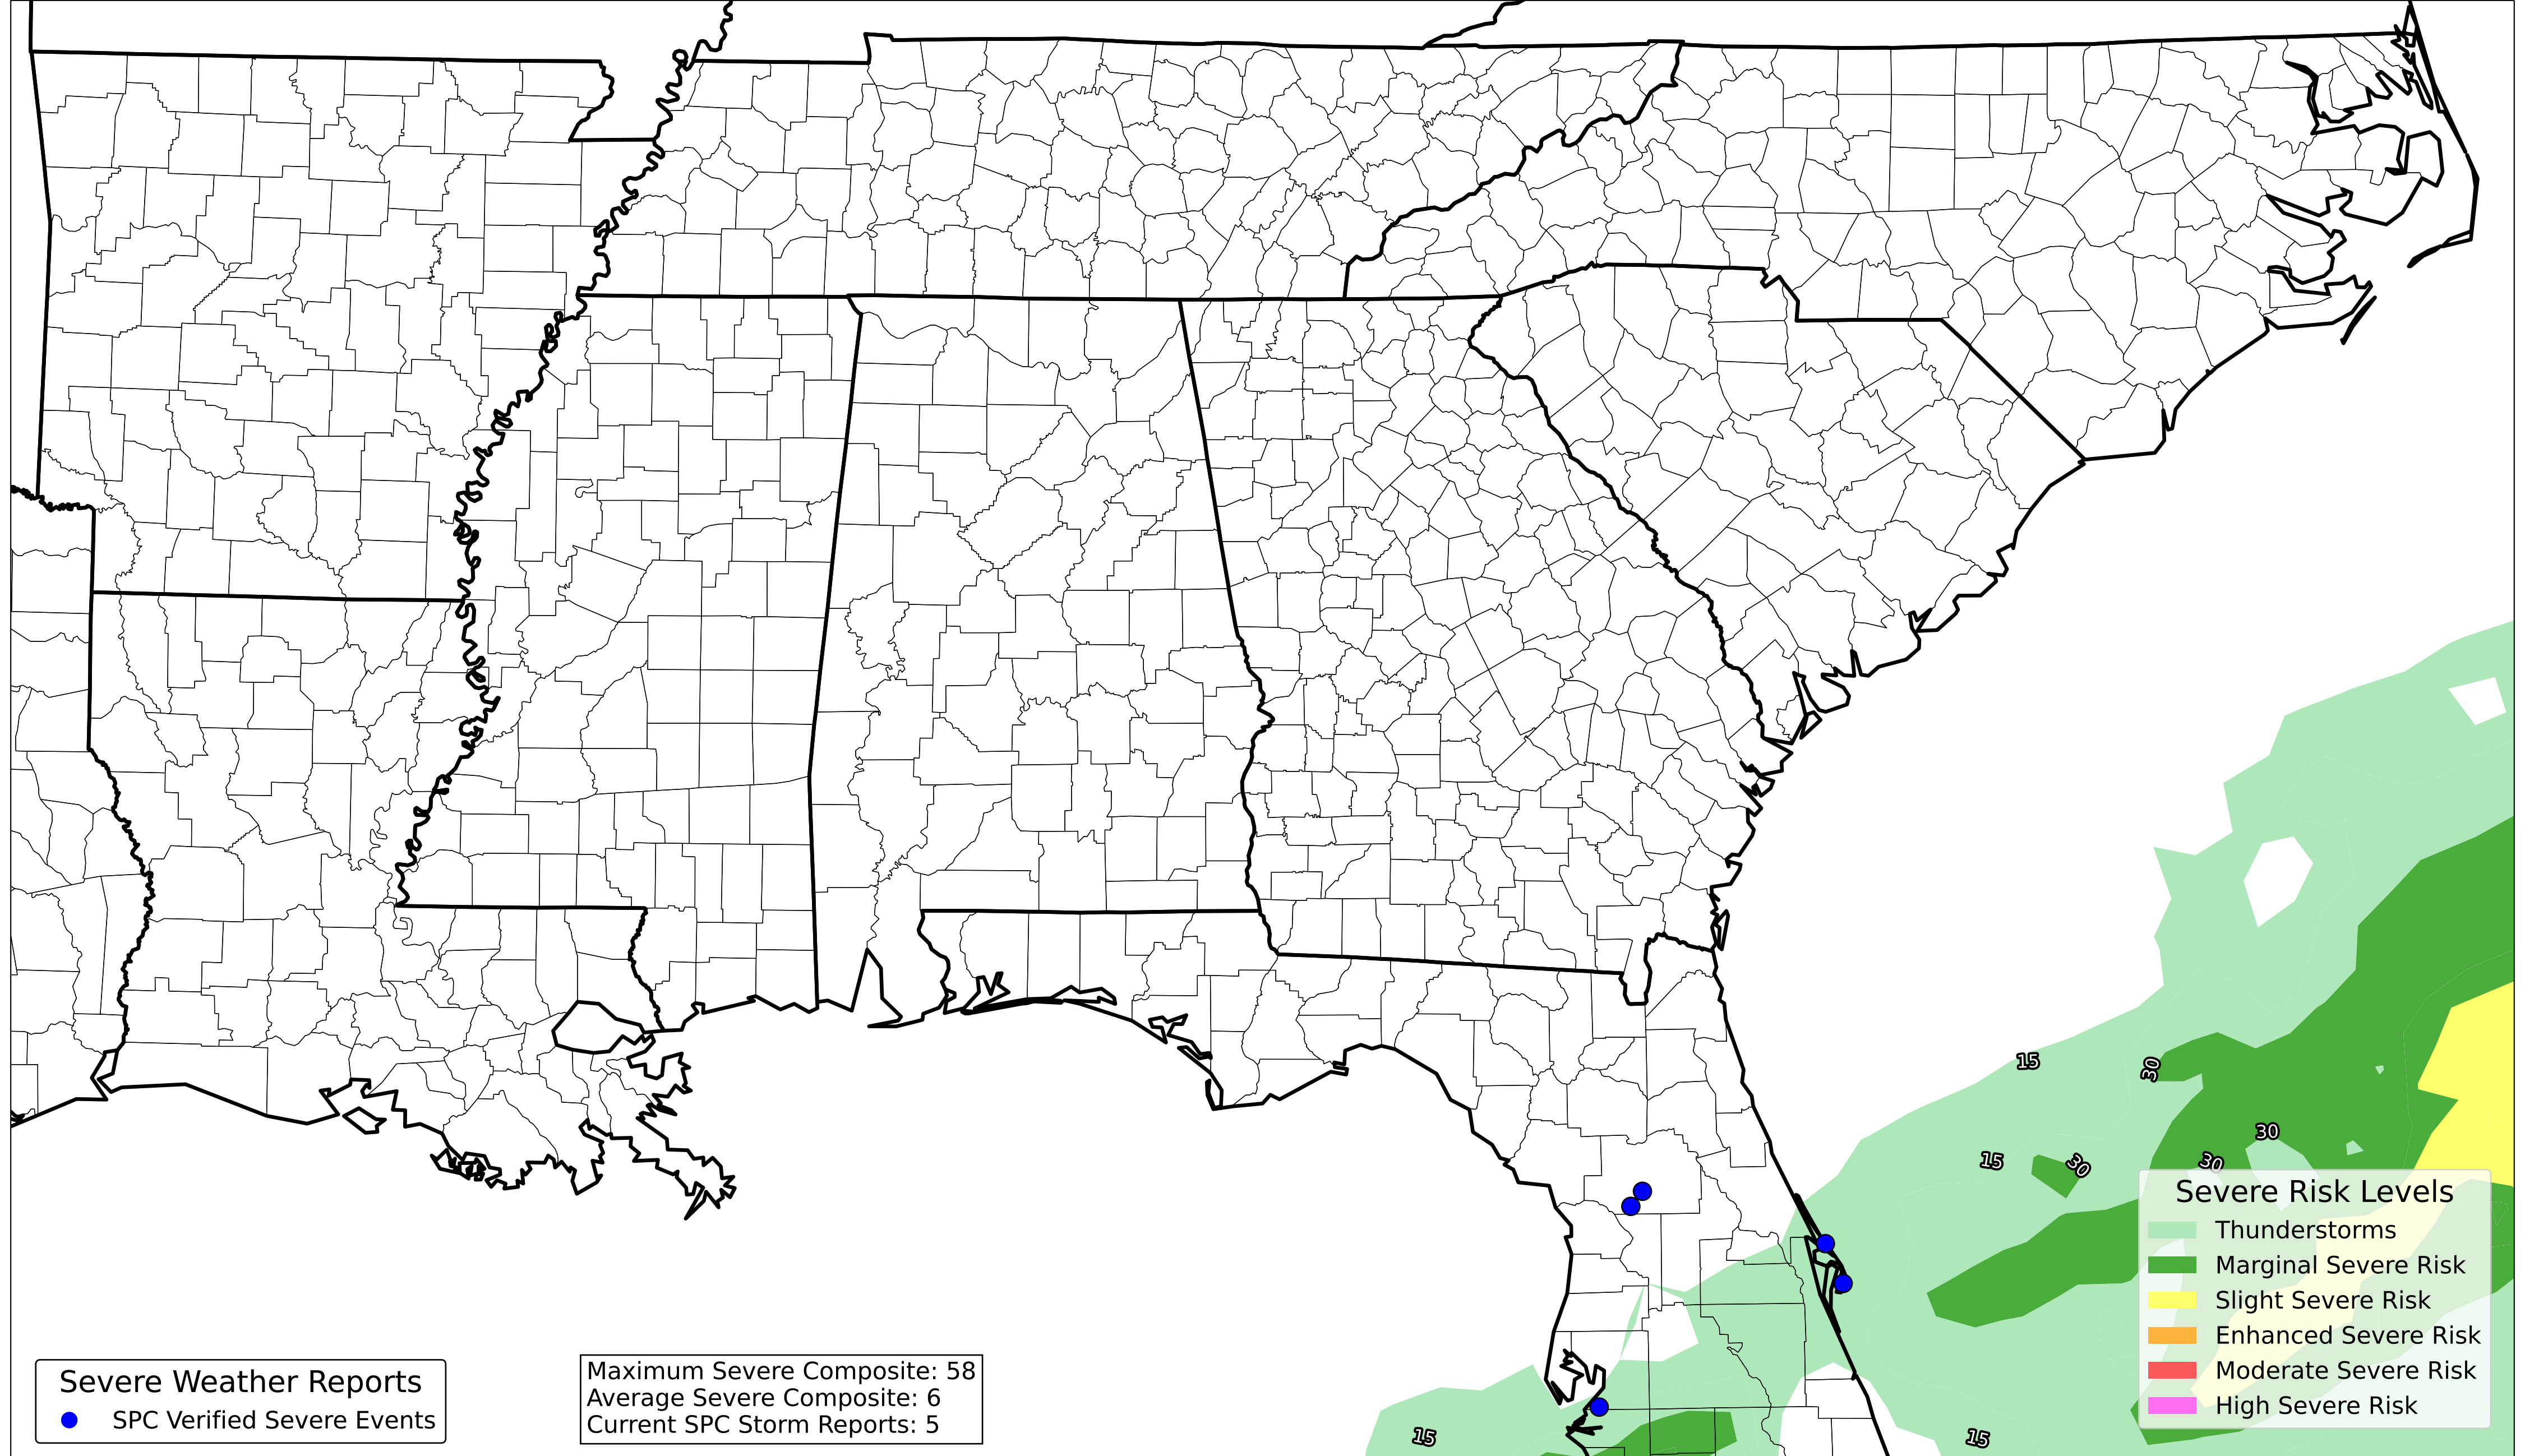 15
30
30
15
30
30
Severe Risk Levels
Thunderstorms
Marginal Severe Risk
Slight Severe Risk
Enhanced Severe Risk
Moderate Severe Risk
High Severe Risk
Severe Weather Reports
SPC Verified Severe Events
Maximum Severe Composite: 58
Average Severe Composite: 6
Current SPC Storm Reports: 5
15
15